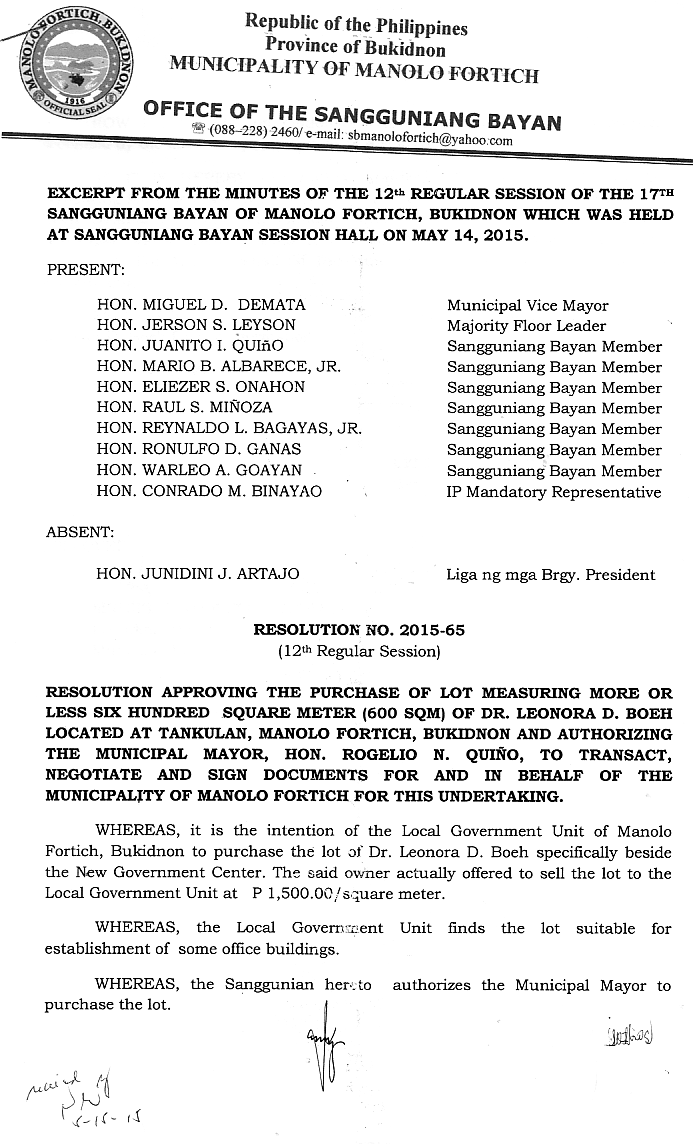 MANOLO FORTICH, BUKIDNON
1916
OFFICIAL SEAL
Republic of the Philippines
Province of Bukidnon
MUNICIPALITY OF MANOLO FORTICH
OFFICE OF THE SANGGUNIANG BAYAN
☏ (088–228) 2460/ e-mail: sbmanolofortich@yahoo.com
EXCERPT FROM THE MINUTES OF THE 12th REGULAR SESSION OF THE 17TH
SANGGUNIANG BAYAN OF MANOLO FORTICH, BUKIDNON WHICH WAS HELD
AT SANGGUNIANG BAYAN SESSION HALL ON MAY 14, 2015.
PRESENT:
HON. MIGUEL D. DEMATA Municipal Vice Mayor
HON. JERSON S. LEYSON Majority Floor Leader
HON. JUANITO I. QUIñO Sangguniang Bayan Member
HON. MARIO B. ALBARECE, JR. Sangguniang Bayan Member
HON. ELIEZER S. ONAHON Sangguniang Bayan Member
HON. RAUL S. MIÑOZA Sangguniang Bayan Member
HON. REYNALDO L. BAGAYAS, JR. Sangguniang Bayan Member
HON. RONULFO D. GANAS Sangguniang Bayan Member
HON. WARLEO A. GOAYAN Sangguniang Bayan Member
HON. CONRADO M. BINAYAO IP Mandatory Representative
ABSENT:
HON. JUNIDINI J. ARTAJO Liga ng mga Brgy. President
RESOLUTION NO. 2015-65
(12th Regular Session)
RESOLUTION APPROVING THE PURCHASE OF LOT MEASURING MORE OR
LESS SIX HUNDRED SQUARE METER (600 SQM) OF DR. LEONORA D. BOEH
LOCATED AT TANKULAN, MANOLO FORTICH, BUKIDNON AND AUTHORIZING
THE MUNICIPAL MAYOR, HON. ROGELIO N. QUIÑO, TO TRANSACT,
NEGOTIATE AND SIGN DOCUMENTS FOR AND IN BEHALF OF THE
MUNICIPALITY OF MANOLO FORTICH FOR THIS UNDERTAKING.
WHEREAS, it is the intention of the Local Government Unit of Manolo
Fortich, Bukidnon to purchase the lot of Dr. Leonora D. Boeh specifically beside
the New Government Center. The said owner actually offered to sell the lot to the
Local Government Unit at P 1,500.00/square meter.
WHEREAS, the Local Government Unit finds the lot suitable for
establishment of some office buildings.
WHEREAS, the Sanggunian hereto authorizes the Municipal Mayor to
purchase the lot.
5-15-15